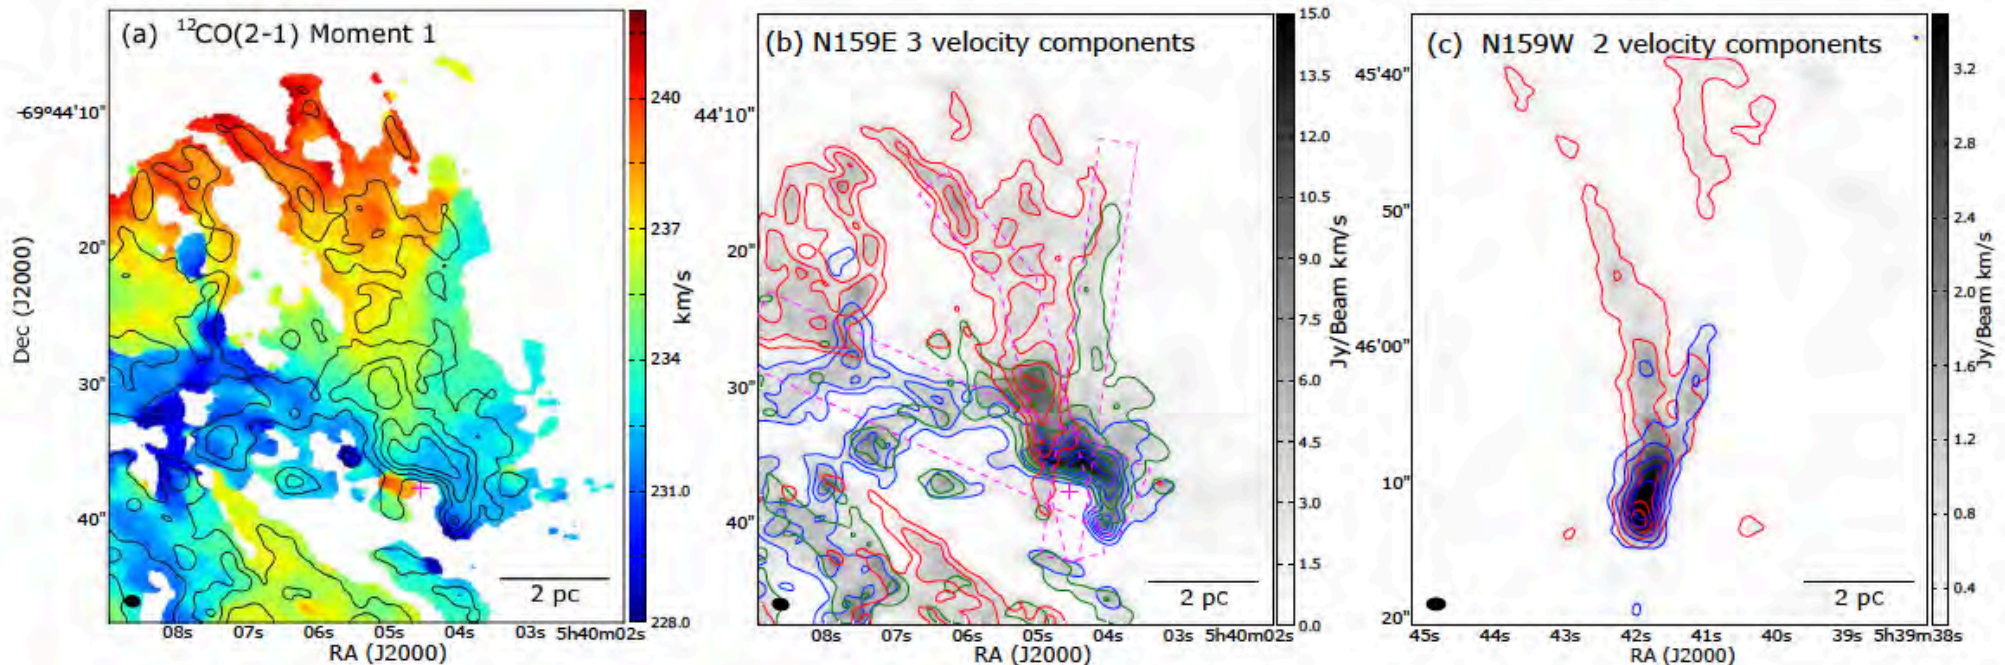 (a) ¹²CO(2-1) Moment 1
-69°44'10"
20"
30"
40"
Dec (J2000)
08s 07s 06s 05s 04s 03s 5h40m02s
RA (J2000)
2 pc
240
237
234
231.0
228.0
km/s
(b) N159E 3 velocity components
44'10"
20"
30"
40"
08s 07s 06s 05s 04s 03s 5h40m02s
RA (J2000)
2 pc
15.0
13.5
12.0
10.5
9.0
7.5
6.0
4.5
3.0
1.5
0.0
Jy/Beam km/s
(c) N159W 2 velocity components
45'40"
50"
46'00"
10"
20"
45s 44s 43s 42s 41s 40s 39s 5h39m38s
RA (J2000)
2 pc
3.2
2.8
2.4
2.0
1.6
1.2
0.8
0.4
Jy/Beam km/s